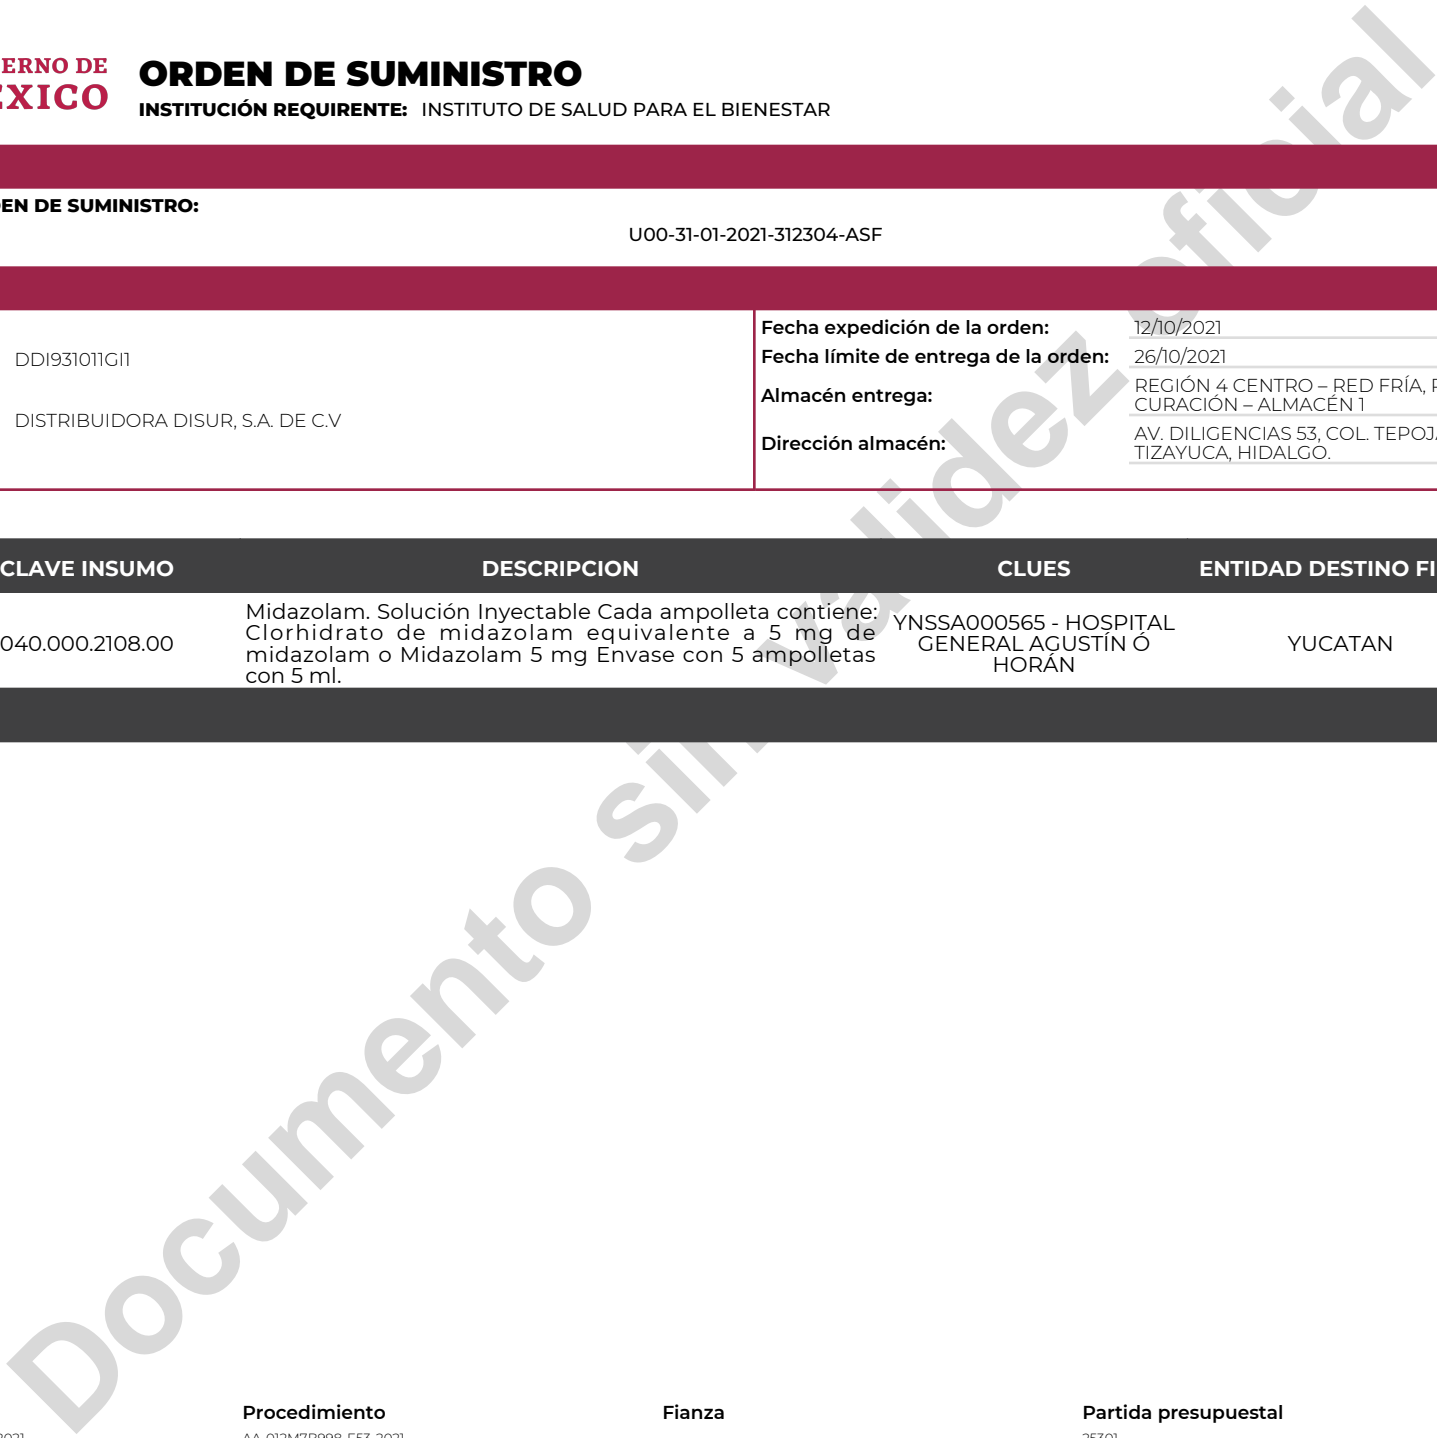 ERNO DE
EXICO
ORDEN DE SUMINISTRO
INSTITUCIÓN REQUIRENTE: INSTITUTO DE SALUD PARA EL BIENESTAR
EN DE SUMINISTRO:
U00-31-01-2021-312304-ASF
DDI931011GI1
DISTRIBUIDORA DISUR, S.A. DE C.V
Fecha expedición de la orden: 12/10/2021
Fecha límite de entrega de la orden: 26/10/2021
Almacén entrega: REGIÓN 4 CENTRO – RED FRÍA,
CURACIÓN – ALMACÉN 1
Dirección almacén: AV. DILIGENCIAS 53, COL. TEPOJ
TIZAYUCA, HIDALGO.
CLAVE INSUMO DESCRIPCION CLUES ENTIDAD DESTINO FI
040.000.2108.00
Midazolam. Solución Inyectable Cada ampolleta contiene:
Clorhidrato de midazolam equivalente a 5 mg de
midazolam o Midazolam 5 mg Envase con 5 ampolletas
con 5 ml.
YNSSA000565 - HOSPITAL
GENERAL AGUSTÍN Ó
HORÁN
YUCATAN
Documento sin validez oficial
Procedimiento Fianza Partida presupuestal